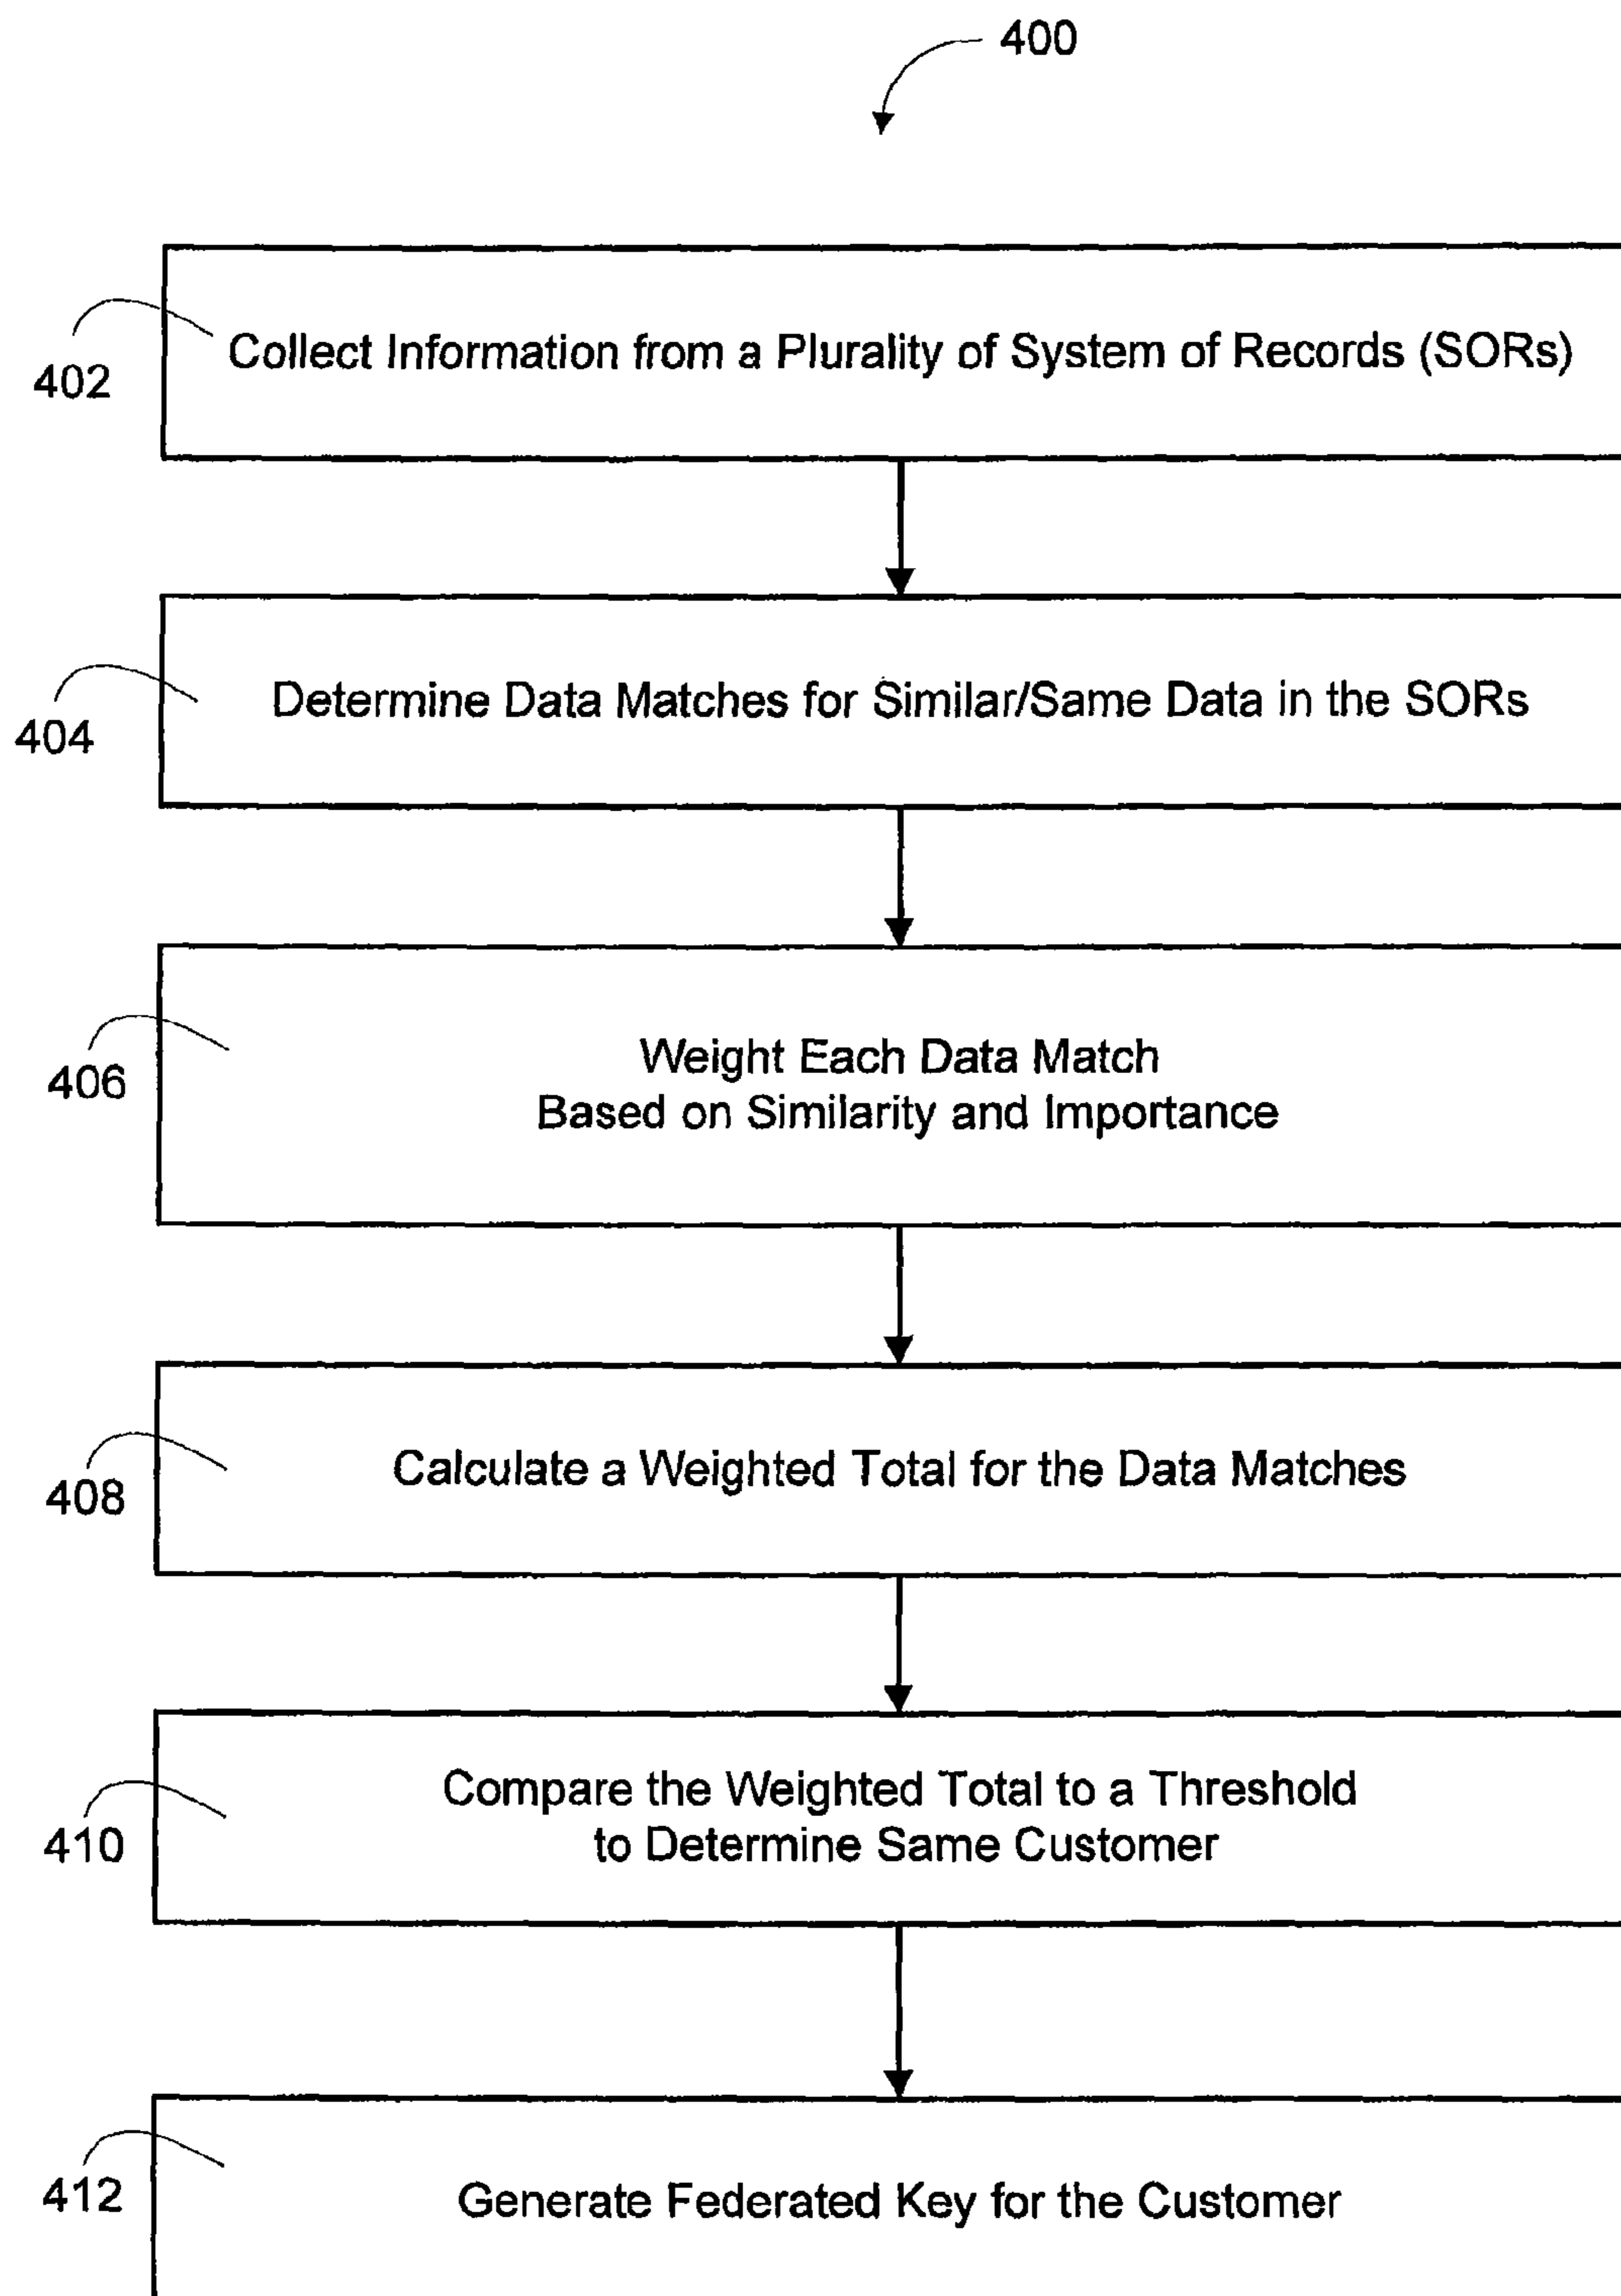 400
402
Collect Information from a Plurality of System of Records (SORs)
404
Determine Data Matches for Similar/Same Data in the SORs
406
Weight Each Data Match
Based on Similarity and Importance
408
Calculate a Weighted Total for the Data Matches
410
Compare the Weighted Total to a Threshold
to Determine Same Customer
412
Generate Federated Key for the Customer